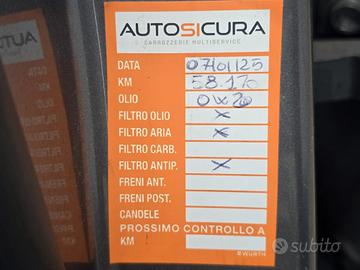 AUTOSICURA
CARROZZERIE MULTISERVICE
DATA 07/01/25
KM 58.170
OLIO 0W20
FILTRO OLIO X
FILTRO ARIA X
FILTRO CARB.
FILTRO ANTIP. X
FRENI ANT.
FRENI POST.
CANDELE
PROSSIMO CONTROLLO A
KM
WÜRTH
subito